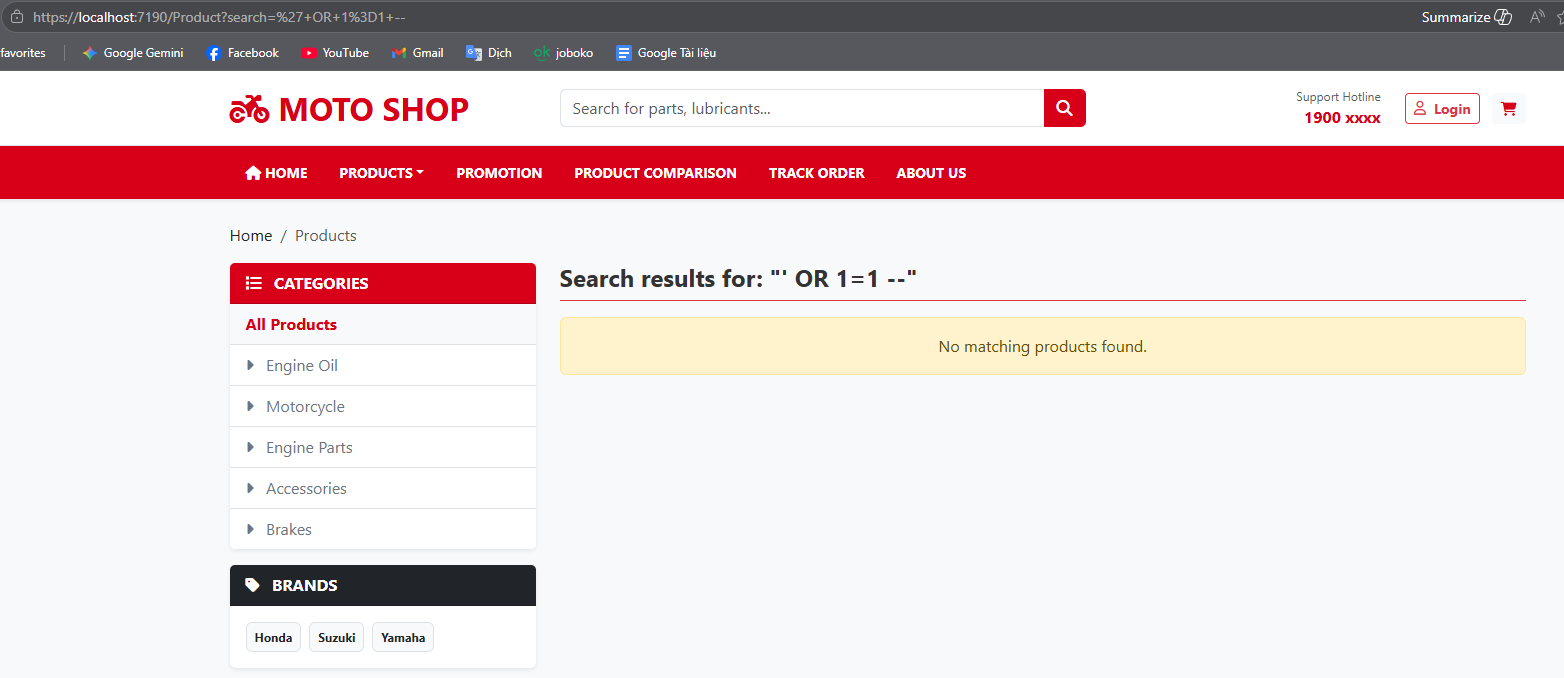 https://localhost:7190/Product?search=%27+OR+1%3D1+--
Summarize
favorites
Google Gemini
Facebook
YouTube
Gmail
Dịch
joboko
Google Tài liệu
MOTO SHOP
Search for parts, lubricants...
Support Hotline
1900 xxxx
Login
HOME
PRODUCTS
PROMOTION
PRODUCT COMPARISON
TRACK ORDER
ABOUT US
Home / Products
CATEGORIES
All Products
Engine Oil
Motorcycle
Engine Parts
Accessories
Brakes
BRANDS
Honda
Suzuki
Yamaha
Search results for: "' OR 1=1 --"
No matching products found.